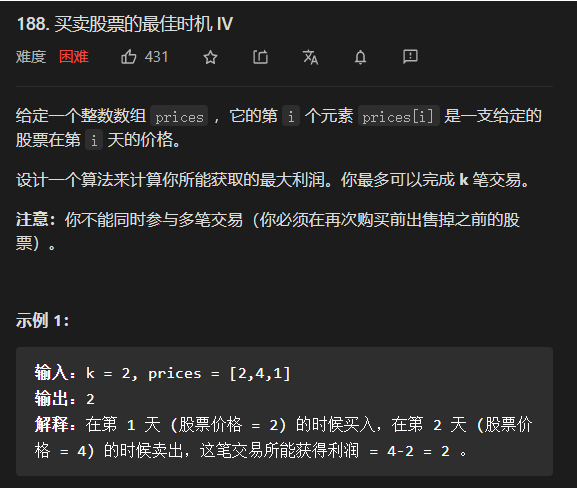 188. 买卖股票的最佳时机 IV
难度 困难 431
给定一个整数数组 prices ，它的第 i 个元素 prices[i] 是一支给定的
股票在第 i 天的价格。
设计一个算法来计算你所能获取的最大利润。你最多可以完成 k 笔交易。
注意：你不能同时参与多笔交易（你必须在再次购买前出售掉之前的股
票）。
示例 1：
输入：k = 2, prices = [2,4,1]
输出：2
解释：在第 1 天 (股票价格 = 2) 的时候买入，在第 2 天 (股票价
格 = 4) 的时候卖出，这笔交易所能获得利润 = 4-2 = 2 。